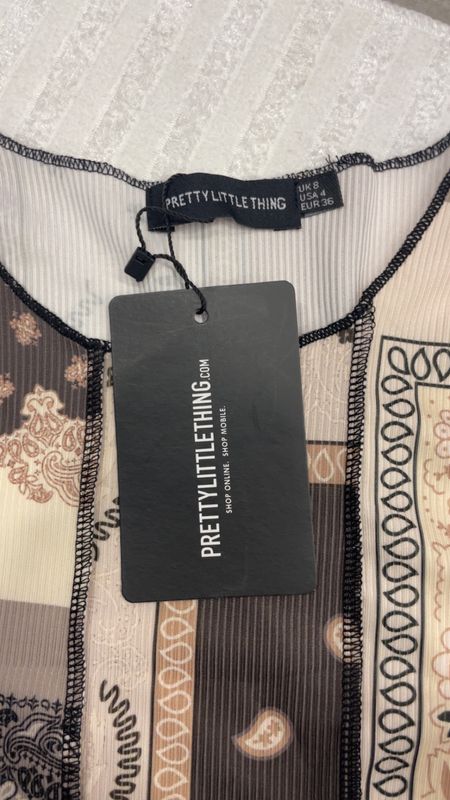 PRETTYLITTLETHING
UK 8
USA 4
EUR 36
PRETTYLITTLETHING.COM
SHOP ONLINE. SHOP MOBILE.